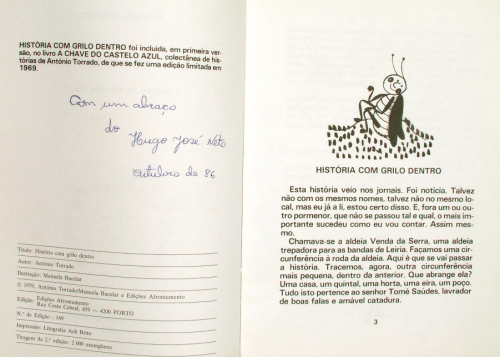 HISTÓRIA COM GRILO DENTRO foi incluída, em primeira ver-
são, no livro A CHAVE DO CASTELO AZUL, colectânea de his-
tórias de António Torrado, de que se fez uma edição limitada em
1969.
Com um abraço
do Hugo José Neto
Outubro de 86
Título: História com grilo dentro
Autor: António Torrado
Ilustração: Manuela Bacelar
© 1979, António Torrado/Manuela Bacelar e Edições Afrontamento
Edição: Edições Afrontamento
Rua Costa Cabral, 859 — 4200 PORTO
N.º de Edição: 169
Impressão: Litografia Ach Brito
Tiragem da 2.ª edição: 2 600 exemplares
HISTÓRIA COM GRILO DENTRO
Esta história veio nos jornais. Foi notícia. Talvez
não com os mesmos nomes, talvez não no mesmo lo-
cal, mas eu já a li, estou certo disso. E, fora um ou ou-
tro pormenor, que não se passou tal e qual, o mais im-
portante sucedeu como eu vou contar. Assim mes-
mo.
Chamava-se a aldeia Venda da Serra, uma aldeia
trepadora para as bandas de Leiria. Façamos uma cir-
cunferência à roda da aldeia. Aqui é que se vai passar
a história. Tracemos, agora, outra circunferência
mais pequena, dentro da anterior. Que abrange ela?
Uma casa, um quintal, uma horta, uma eira, um poço.
Tudo isto pertence ao senhor Tomé Saúdes, lavrador
de boas falas e amável catadura.
3